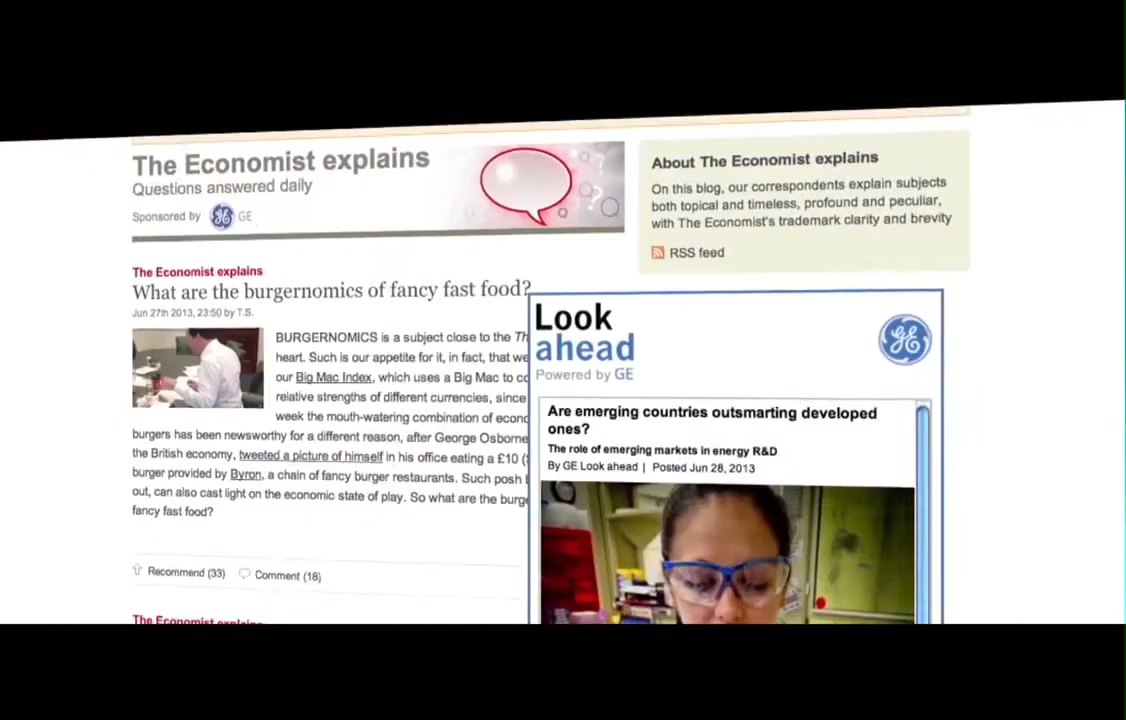 The Economist explains
Questions answered daily
Sponsored by GE
About The Economist explains
On this blog, our correspondents explain subjects
both topical and timeless, profound and peculiar,
with The Economist's trademark clarity and brevity
RSS feed
The Economist explains
What are the burgernomics of fancy fast food?
Jun 27th 2013, 23:50 by T.S.
BURGERNOMICS is a subject close to the
heart. Such is our appetite for it, in fact, that we
our Big Mac Index, which uses a Big Mac to
relative strengths of different currencies, since
week the mouth-watering combination of
burgers has been newsworthy for a different reason, after George Osborne
the British economy, tweeted a picture of himself in his office eating a £10
burger provided by Byron, a chain of fancy burger restaurants. Such posh
out, can also cast light on the economic state of play. So what are the
fancy fast food?
Recommend (33) Comment (18)
The Economist explains
Look
ahead
Powered by GE
GE
Are emerging countries outsmarting developed
ones?
The role of emerging markets in energy R&D
By GE Look ahead | Posted Jun 28, 2013